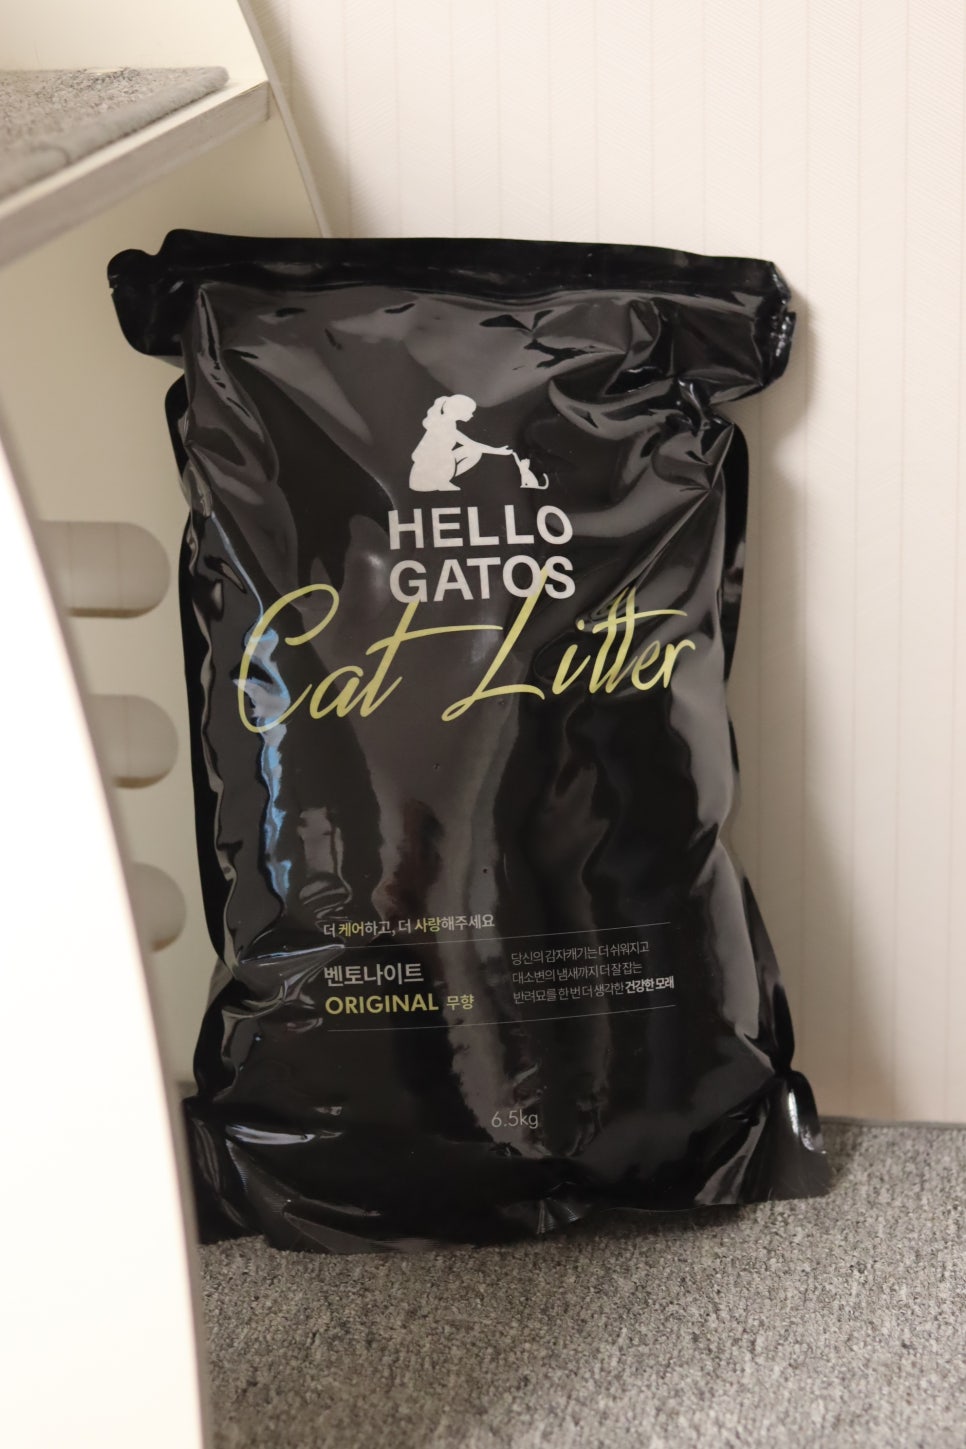 HELLO
GATOS
Cat Litter
더 케어하고, 더 사랑해주세요
벤토나이트
ORIGINAL 무향
당신의 감자캐기는 더 쉬워지고
대소변의 냄새까지 더 잘 잡는
반려묘를 한 번 더 생각한 건강한 모래
6.5kg